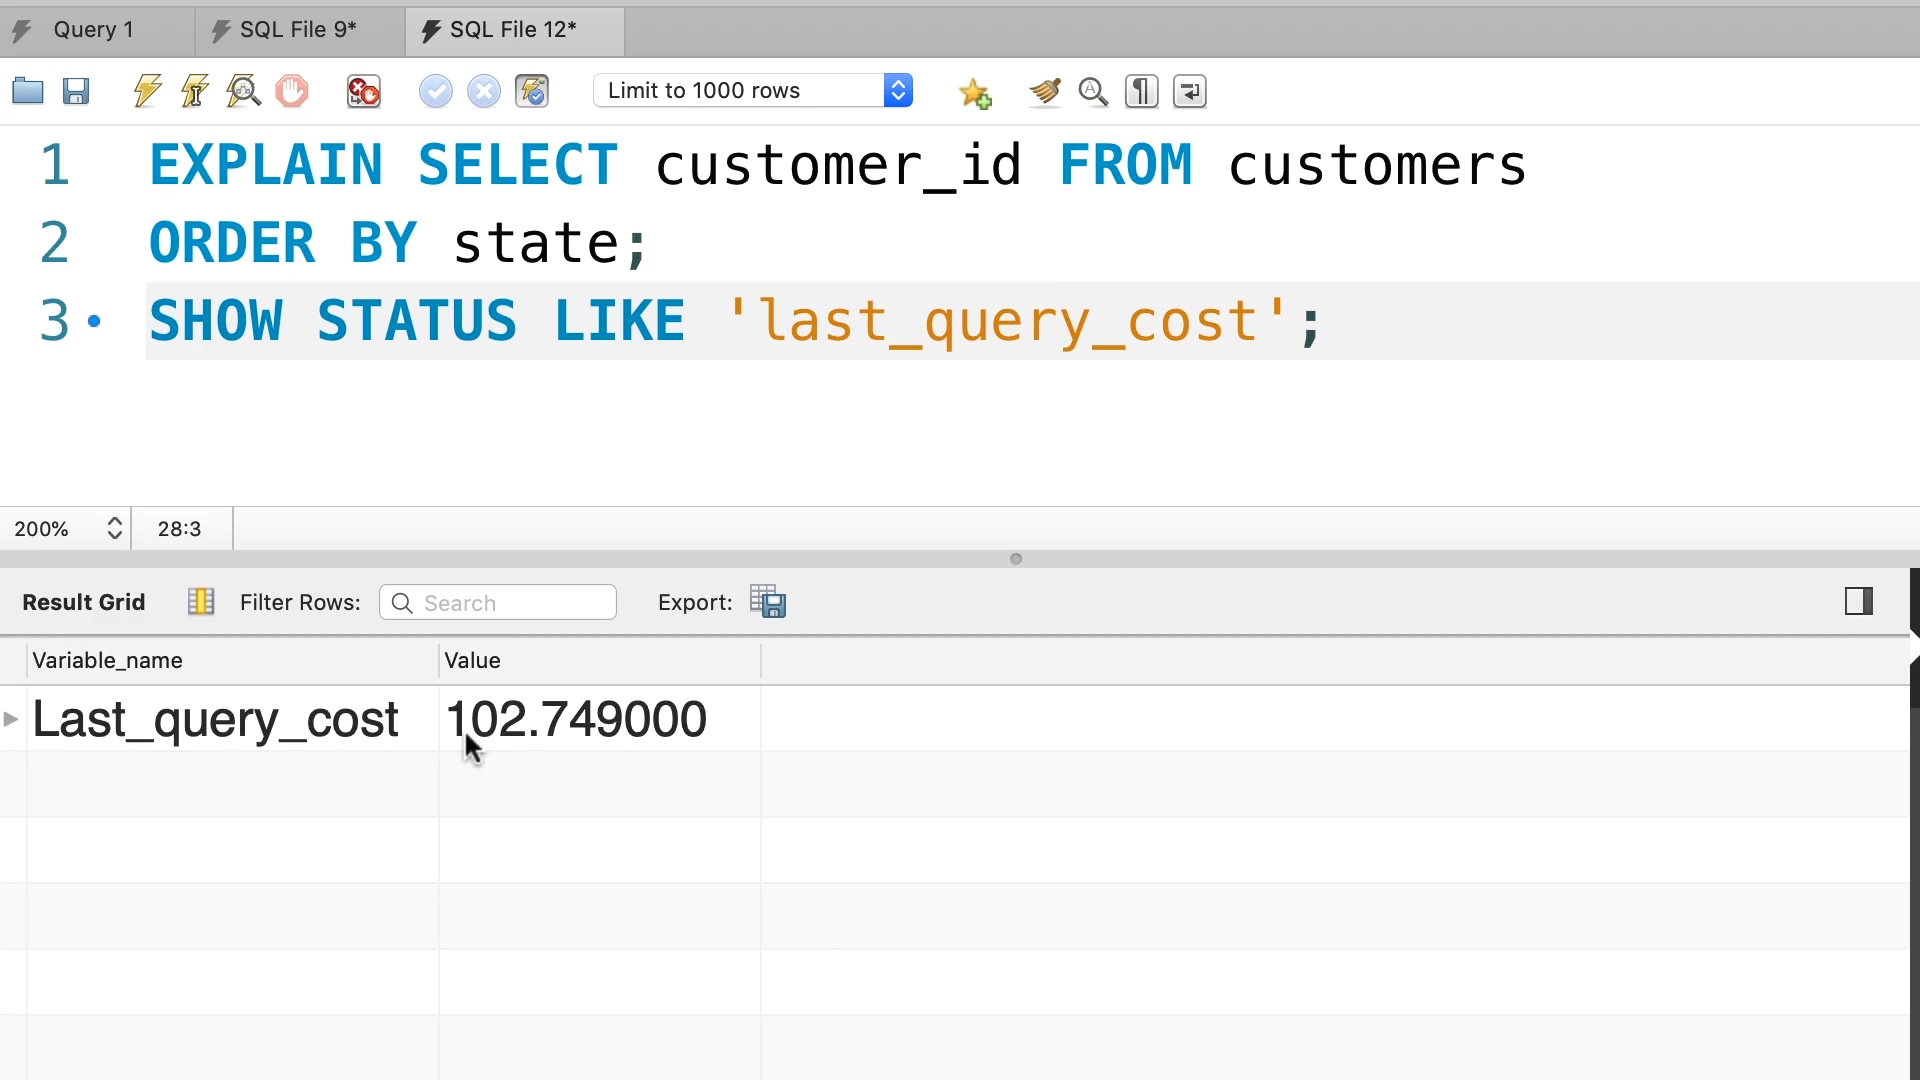 Query 1
SQL File 9*
SQL File 12*
Limit to 1000 rows
1 EXPLAIN SELECT customer_id FROM customers
2 ORDER BY state;
3 SHOW STATUS LIKE 'last_query_cost';
200%
28:3
Result Grid
Filter Rows:
Search
Export:
Variable_name
Value
Last_query_cost
102.749000